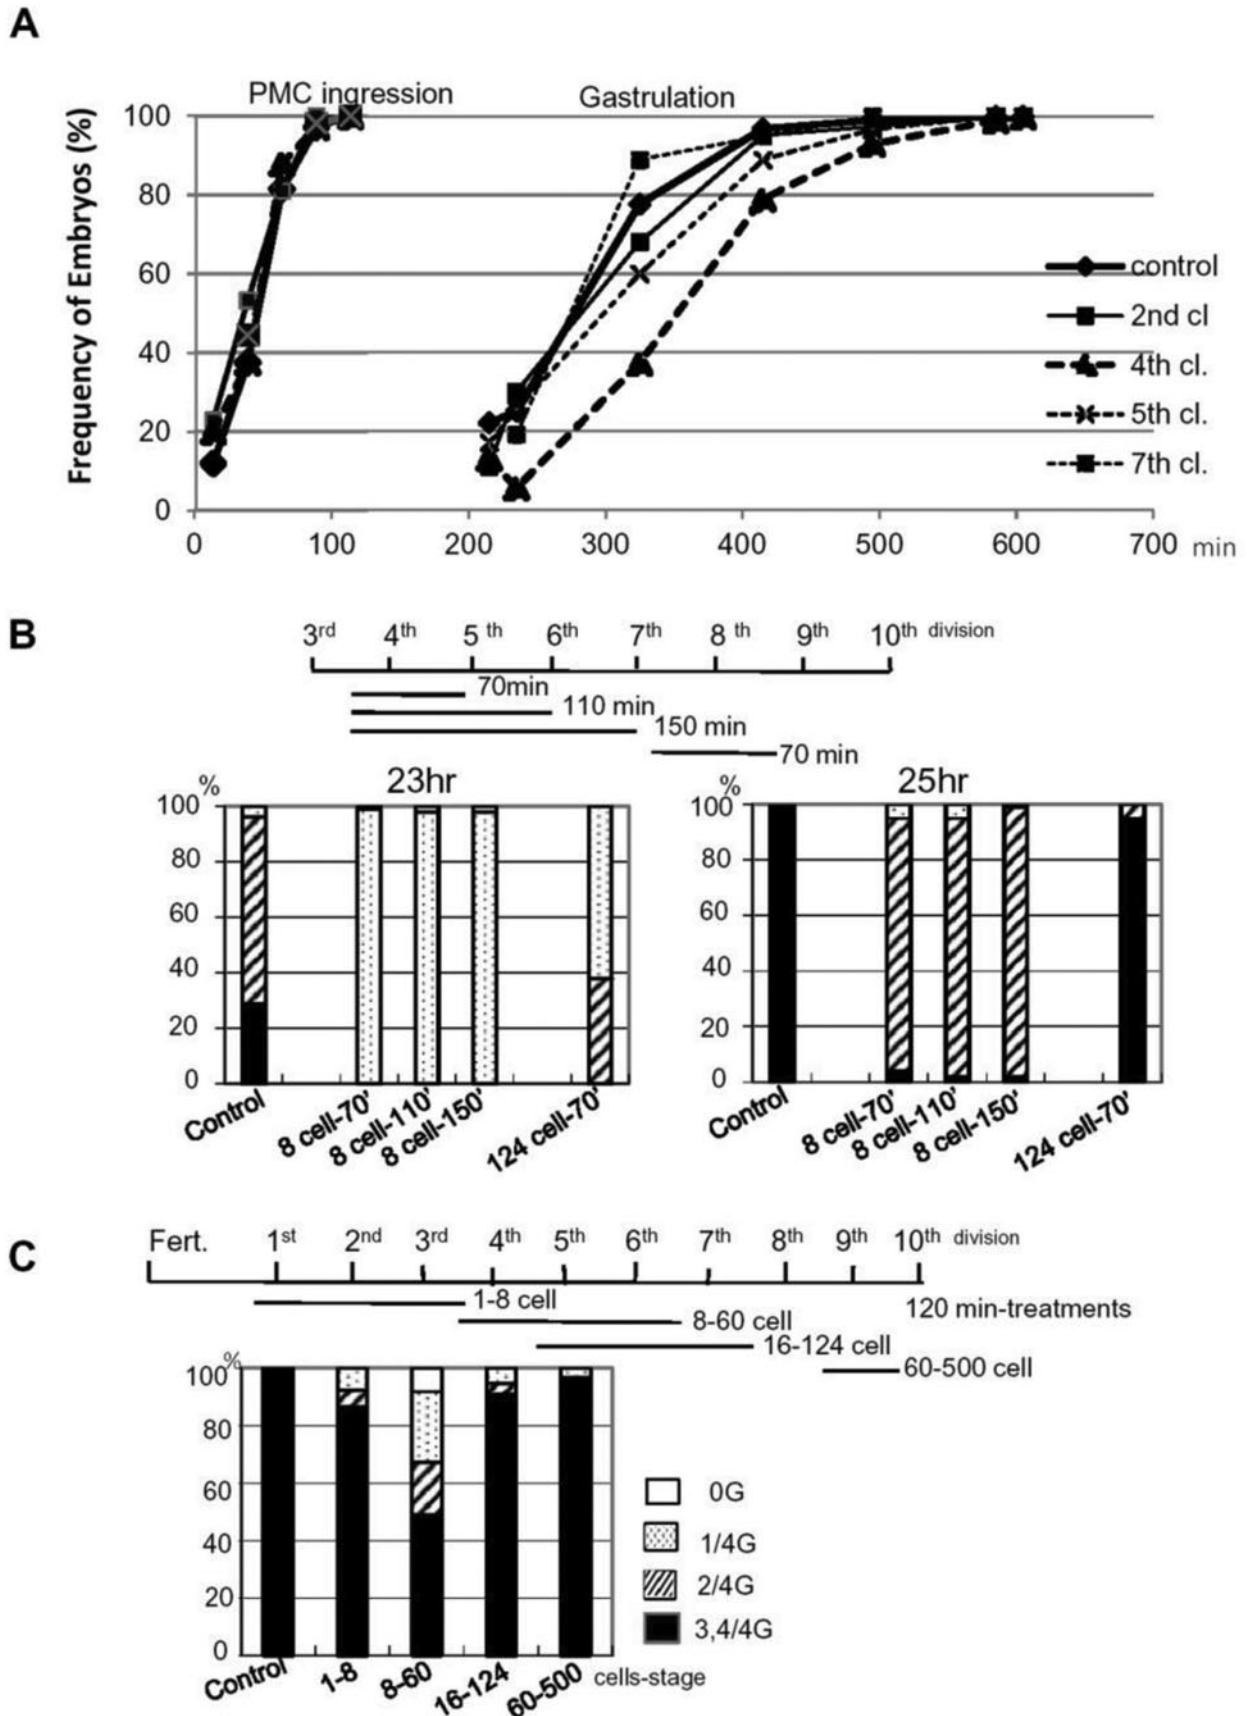 A
PMC ingression
Gastrulation
Frequency of Embryos (%)
100
80
60
40
20
0
0 100 200 300 400 500 600 700 min
control
2nd cl
4th cl.
5th cl.
7th cl.
B
3rd 4th 5 th 6th 7th 8 th 9th 10th division
70min
110 min
150 min
70 min
23hr
%
100
80
60
40
20
0
Control 8 cell-70' 8 cell-110' 8 cell-150' 124 cell-70'
25hr
%
100
80
60
40
20
0
Control 8 cell-70' 8 cell-110' 8 cell-150' 124 cell-70'
C
Fert. 1st 2nd 3rd 4th 5th 6th 7th 8th 9th 10th division
1-8 cell
120 min-treatments
8-60 cell
16-124 cell
60-500 cell
%
100
80
60
40
20
0
Control 1-8 8-60 16-124 60-500 cells-stage
0G
1/4G
2/4G
3,4/4G